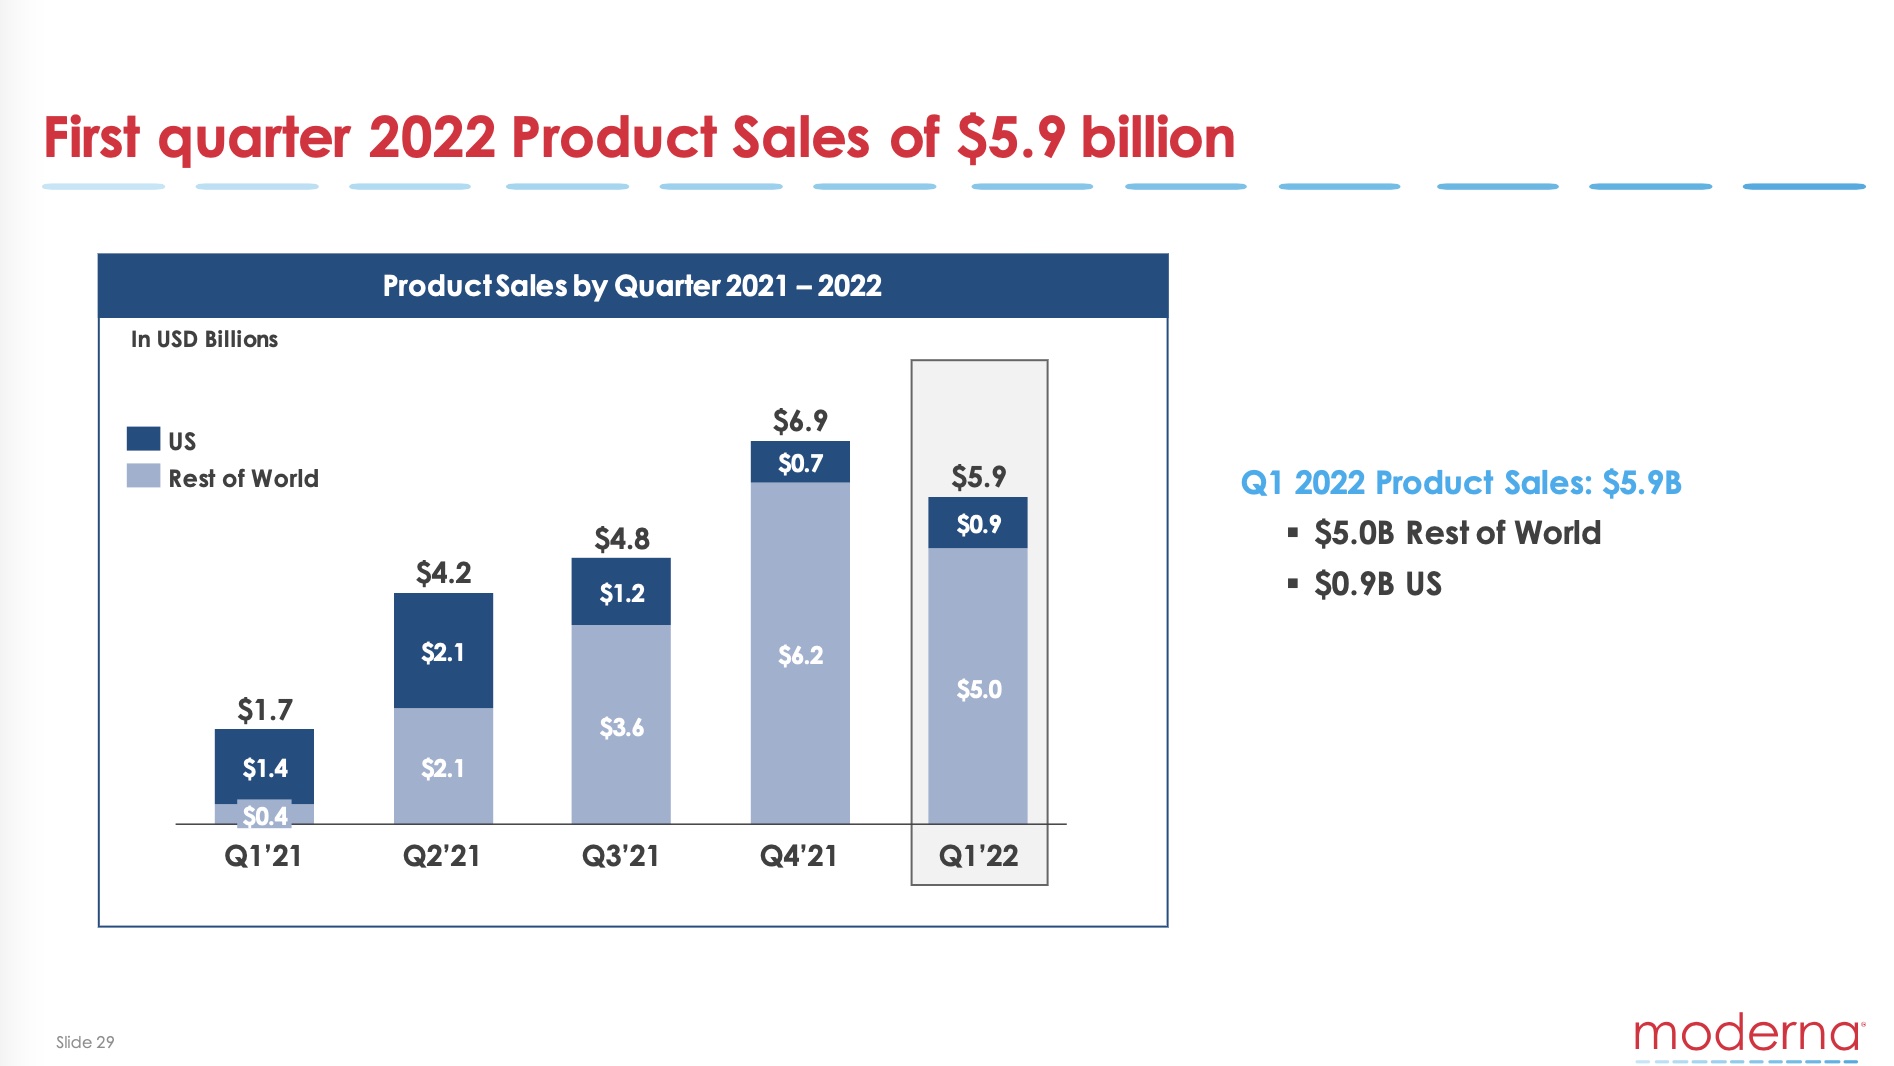 First quarter 2022 Product Sales of $5.9 billion
Product Sales by Quarter 2021 – 2022
In USD Billions
US
Rest of World
$1.7
$1.4
$0.4
Q1’21
$4.2
$2.1
$2.1
Q2’21
$4.8
$1.2
$3.6
Q3’21
$6.9
$0.7
$6.2
Q4’21
$5.9
$0.9
$5.0
Q1’22
Q1 2022 Product Sales: $5.9B
▪ $5.0B Rest of World
▪ $0.9B US
Slide 29
moderna